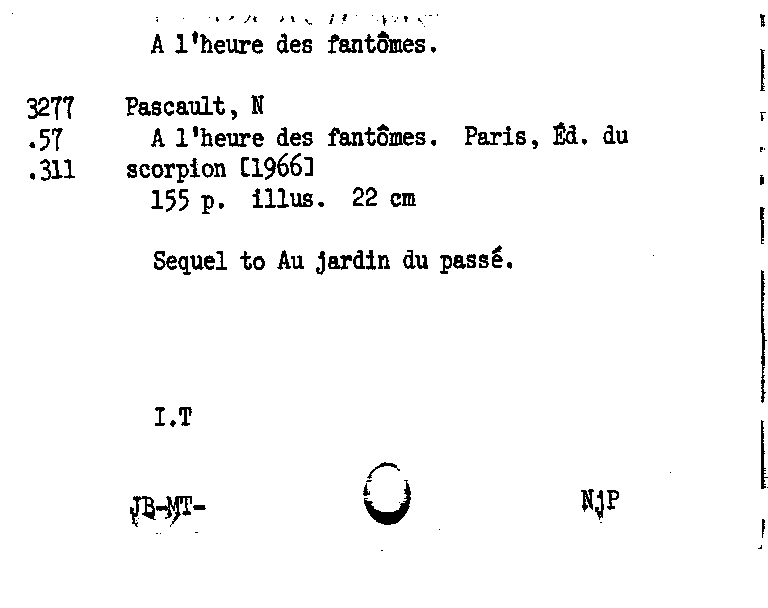 A l'heure des fantômes.
3277 Pascault, N
.57 A l'heure des fantômes. Paris, Éd. du
.311 scorpion [1966]
155 p. illus. 22 cm
Sequel to Au jardin du passé.
I.T
JB-MT- NjP